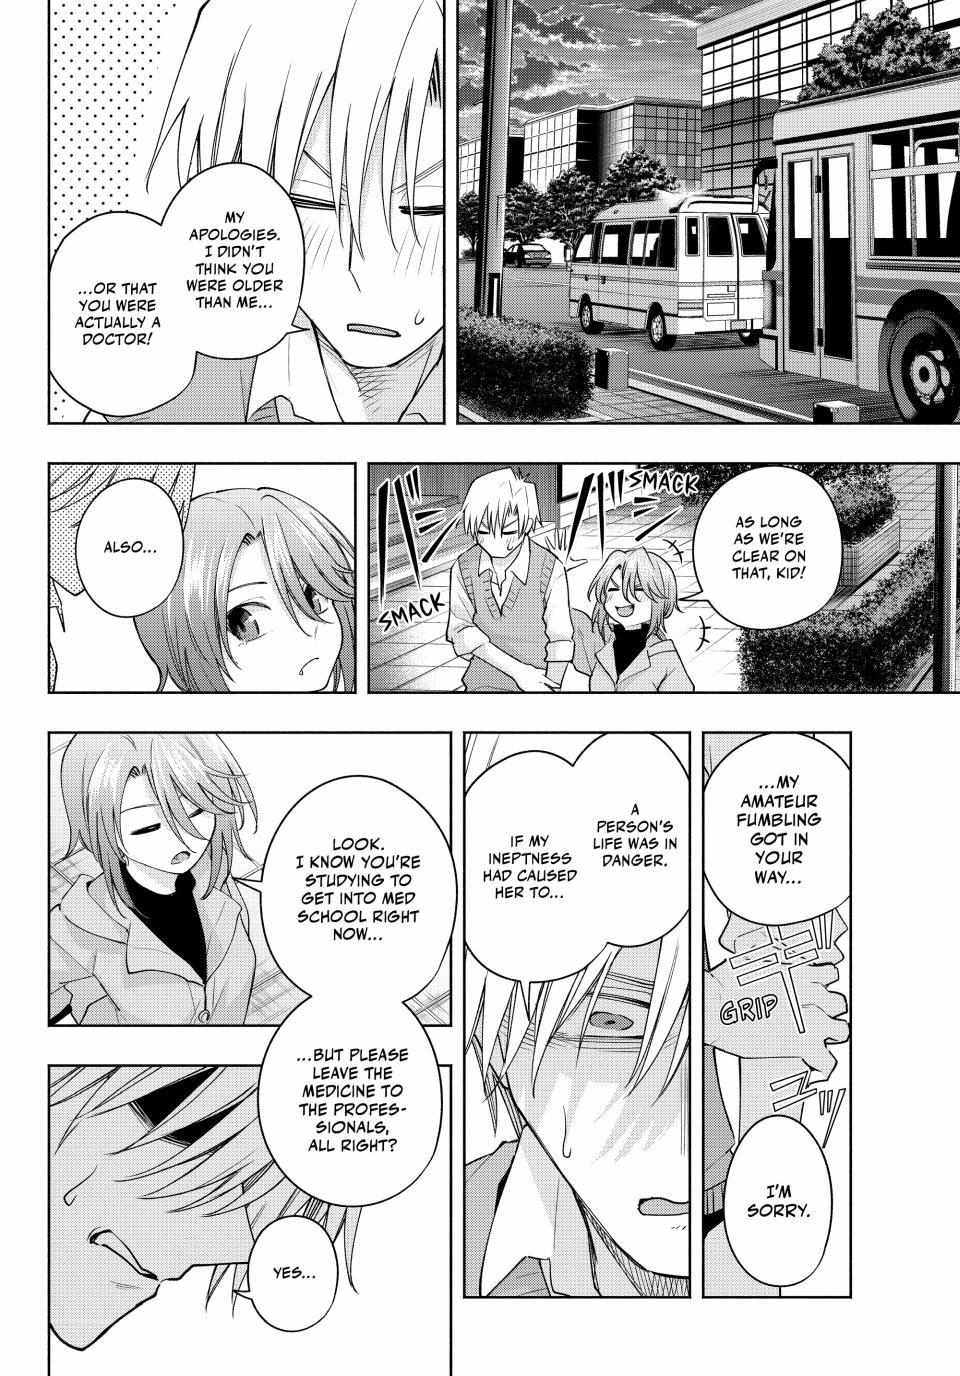 MY
APOLOGIES.
I DIDN'T
THINK YOU
WERE OLDER
THAN ME...
...OR THAT
YOU WERE
ACTUALLY A
DOCTOR!
SMACK
AS LONG
AS WE'RE
CLEAR ON
THAT, KID!
SMACK
ALSO...
...MY
AMATEUR
FUMBLING
GOT IN
YOUR
WAY...
GRIP
I'M
SORRY.
A
PERSON'S
LIFE WAS IN
DANGER.
IF MY
INEPTNESS
HAD CAUSED
HER TO...
LOOK.
I KNOW YOU'RE
STUDYING TO
GET INTO MED
SCHOOL RIGHT
NOW...
...BUT PLEASE
LEAVE THE
MEDICINE TO
THE PROFES-
SIONALS,
ALL RIGHT?
YES...